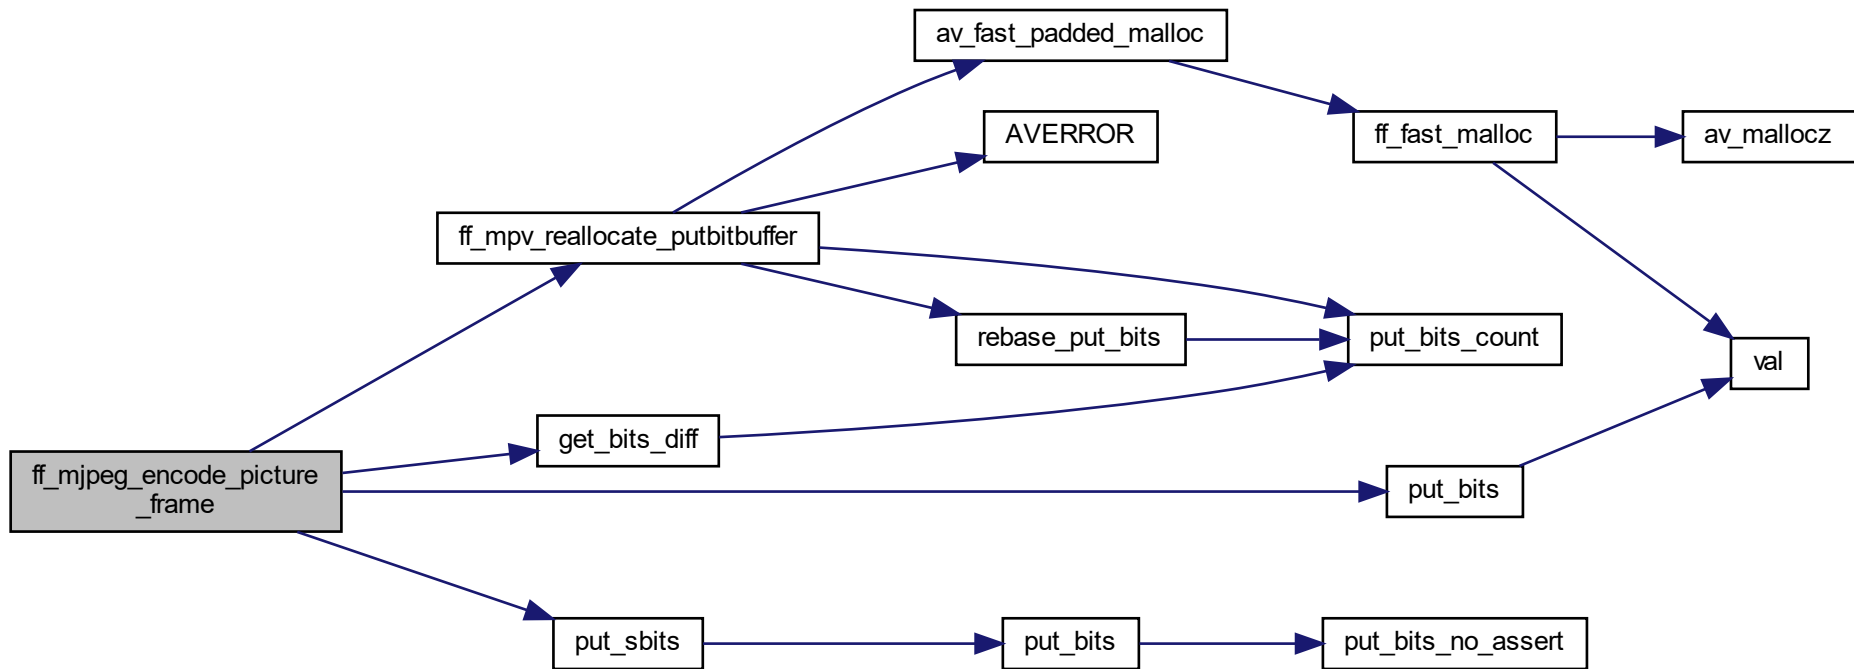 av_fast_padded_malloc
AVERROR
ff_fast_malloc
av_mallocz
ff_mpv_reallocate_putbitbuffer
rebase_put_bits
put_bits_count
val
get_bits_diff
ff_mjpeg_encode_picture
_frame
put_bits
put_sbits
put_bits
put_bits_no_assert